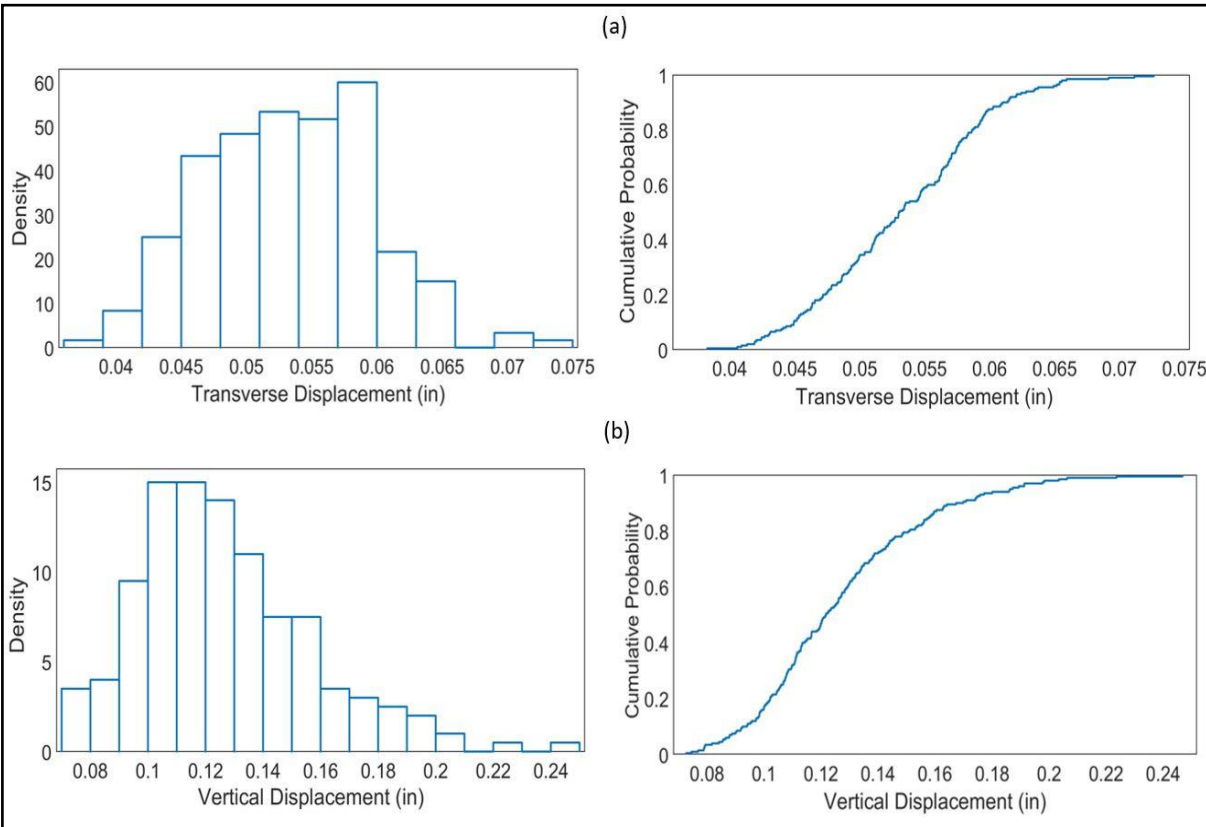 (a)
60
50
40
30
20
10
0
Density
0.04 0.045 0.05 0.055 0.06 0.065 0.07 0.075
Transverse Displacement (in)
1
0.8
0.6
0.4
0.2
0
Cumulative Probability
0.04 0.045 0.05 0.055 0.06 0.065 0.07 0.075
Transverse Displacement (in)
(b)
15
10
5
0
Density
0.08 0.1 0.12 0.14 0.16 0.18 0.2 0.22 0.24
Vertical Displacement (in)
1
0.8
0.6
0.4
0.2
0
Cumulative Probability
0.08 0.1 0.12 0.14 0.16 0.18 0.2 0.22 0.24
Vertical Displacement (in)